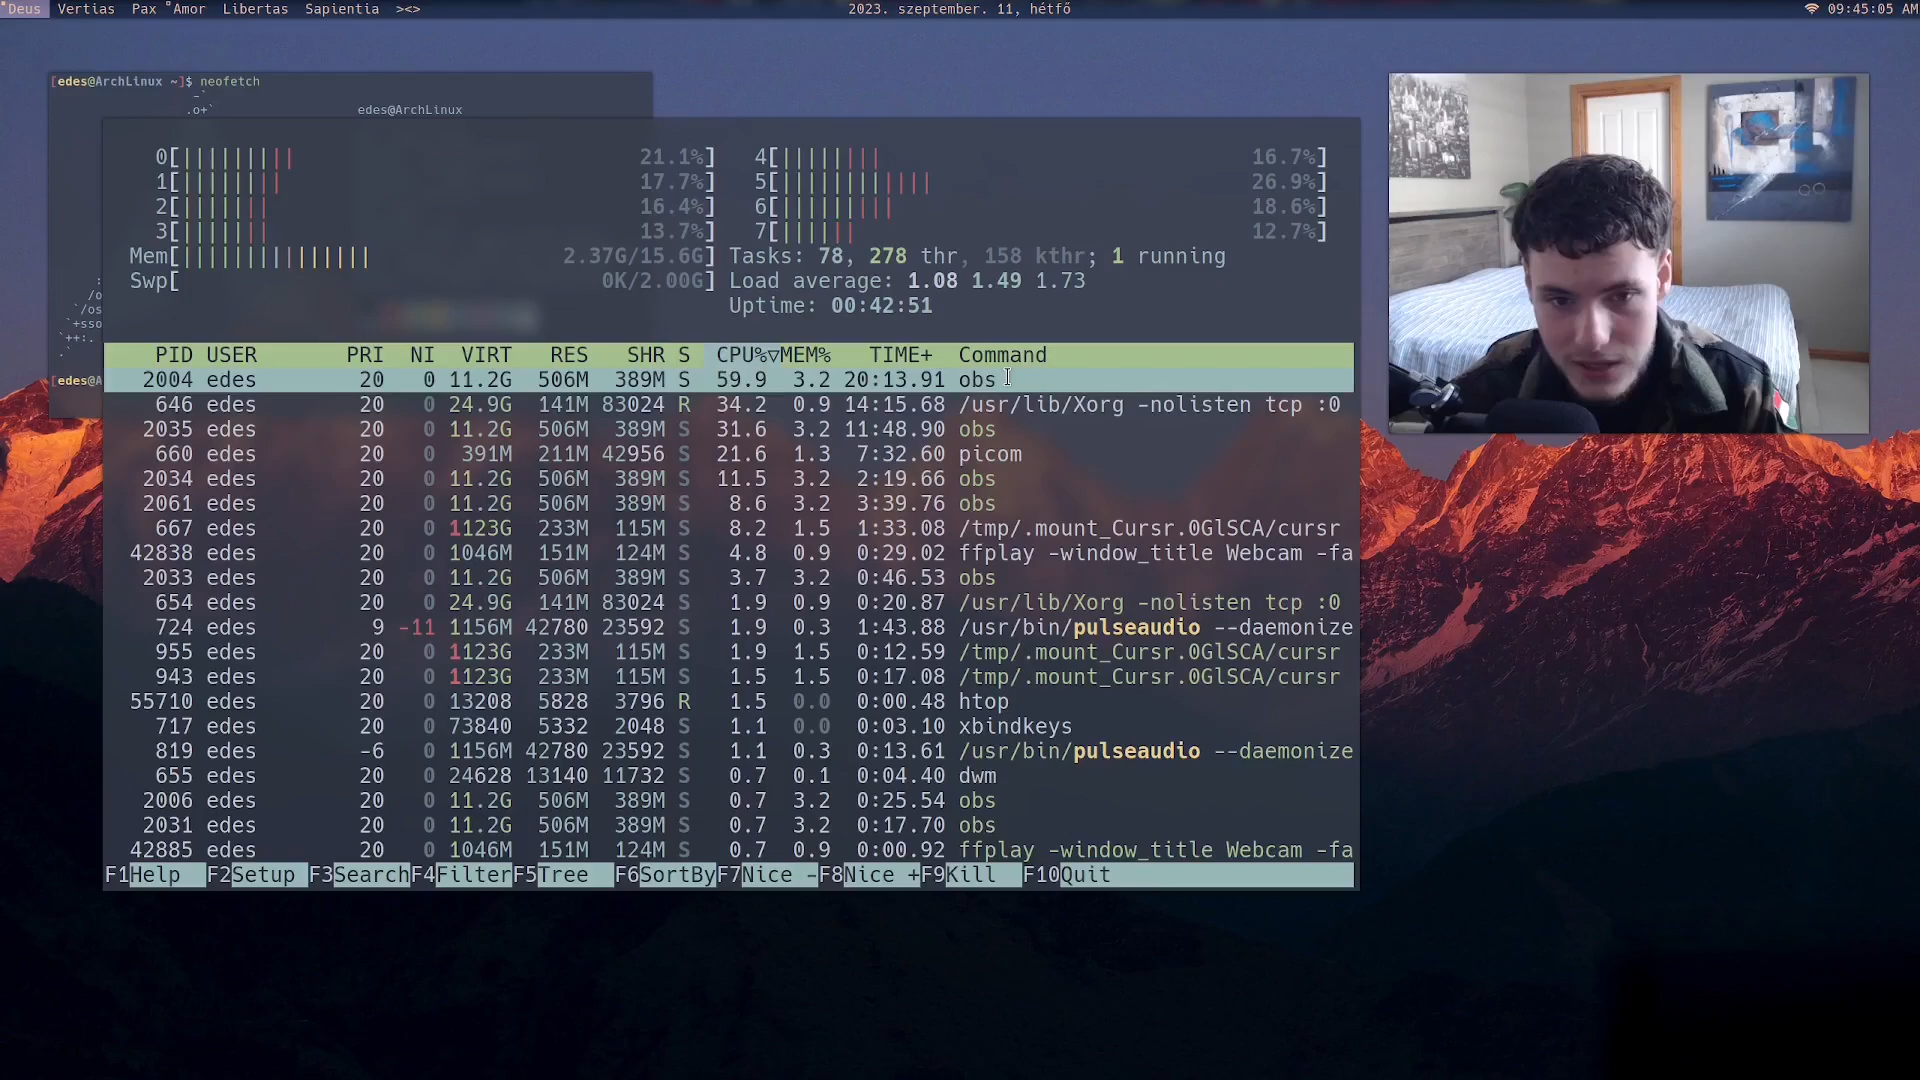 Deus Vertias Pax Amor Libertas Sapientia ><> 2023. szeptember. 11, hétfő 09:45:05 AM
[edes@ArchLinux ~]$ neofetch
-`
.o+` edes@ArchLinux
0[|||||||||| 21.1%] 4[||||||||| 16.7%]
1[||||||||| 17.7%] 5[|||||||||||||| 26.9%]
2[|||||||| 16.4%] 6[|||||||||| 18.6%]
3[|||||||| 13.7%] 7[||||||| 12.7%]
Mem[||||||||||||||||| 2.37G/15.6G] Tasks: 78, 278 thr, 158 kthr; 1 running
Swp[ 0K/2.00G] Load average: 1.08 1.49 1.73
Uptime: 00:42:51
:
/o
`/os
`+sso
`++:.
.`
[edes@A
PID USER PRI NI VIRT RES SHR S CPU%▽MEM% TIME+ Command
2004 edes 20 0 11.2G 506M 389M S 59.9 3.2 20:13.91 obs
646 edes 20 0 24.9G 141M 83024 R 34.2 0.9 14:15.68 /usr/lib/Xorg -nolisten tcp :0
2035 edes 20 0 11.2G 506M 389M S 31.6 3.2 11:48.90 obs
660 edes 20 0 391M 211M 42956 S 21.6 1.3 7:32.60 picom
2034 edes 20 0 11.2G 506M 389M S 11.5 3.2 2:19.66 obs
2061 edes 20 0 11.2G 506M 389M S 8.6 3.2 3:39.76 obs
667 edes 20 0 1123G 233M 115M S 8.2 1.5 1:33.08 /tmp/.mount_Cursr.0GlSCA/cursr
42838 edes 20 0 1046M 151M 124M S 4.8 0.9 0:29.02 ffplay -window_title Webcam -fa
2033 edes 20 0 11.2G 506M 389M S 3.7 3.2 0:46.53 obs
654 edes 20 0 24.9G 141M 83024 S 1.9 0.9 0:20.87 /usr/lib/Xorg -nolisten tcp :0
724 edes 9 -11 1156M 42780 23592 S 1.9 0.3 1:43.88 /usr/bin/pulseaudio --daemonize
955 edes 20 0 1123G 233M 115M S 1.9 1.5 0:12.59 /tmp/.mount_Cursr.0GlSCA/cursr
943 edes 20 0 1123G 233M 115M S 1.5 1.5 0:17.08 /tmp/.mount_Cursr.0GlSCA/cursr
55710 edes 20 0 13208 5828 3796 R 1.5 0.0 0:00.48 htop
717 edes 20 0 73840 5332 2048 S 1.1 0.0 0:03.10 xbindkeys
819 edes -6 0 1156M 42780 23592 S 1.1 0.3 0:13.61 /usr/bin/pulseaudio --daemonize
655 edes 20 0 24628 13140 11732 S 0.7 0.1 0:04.40 dwm
2006 edes 20 0 11.2G 506M 389M S 0.7 3.2 0:25.54 obs
2031 edes 20 0 11.2G 506M 389M S 0.7 3.2 0:17.70 obs
42885 edes 20 0 1046M 151M 124M S 0.7 0.9 0:00.92 ffplay -window_title Webcam -fa
F1Help F2Setup F3SearchF4FilterF5Tree F6SortByF7Nice -F8Nice +F9Kill F10Quit